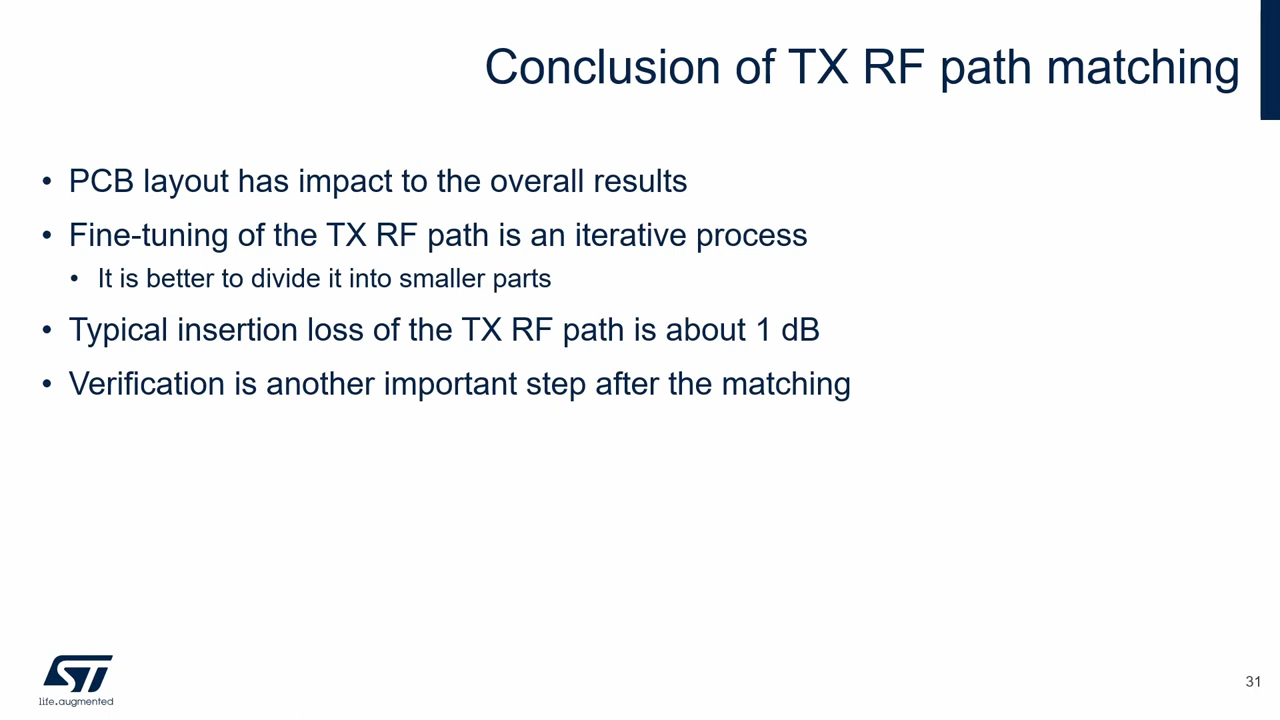 Conclusion of TX RF path matching
• PCB layout has impact to the overall results
• Fine-tuning of the TX RF path is an iterative process
• It is better to divide it into smaller parts
• Typical insertion loss of the TX RF path is about 1 dB
• Verification is another important step after the matching
ST
life.augmented
31